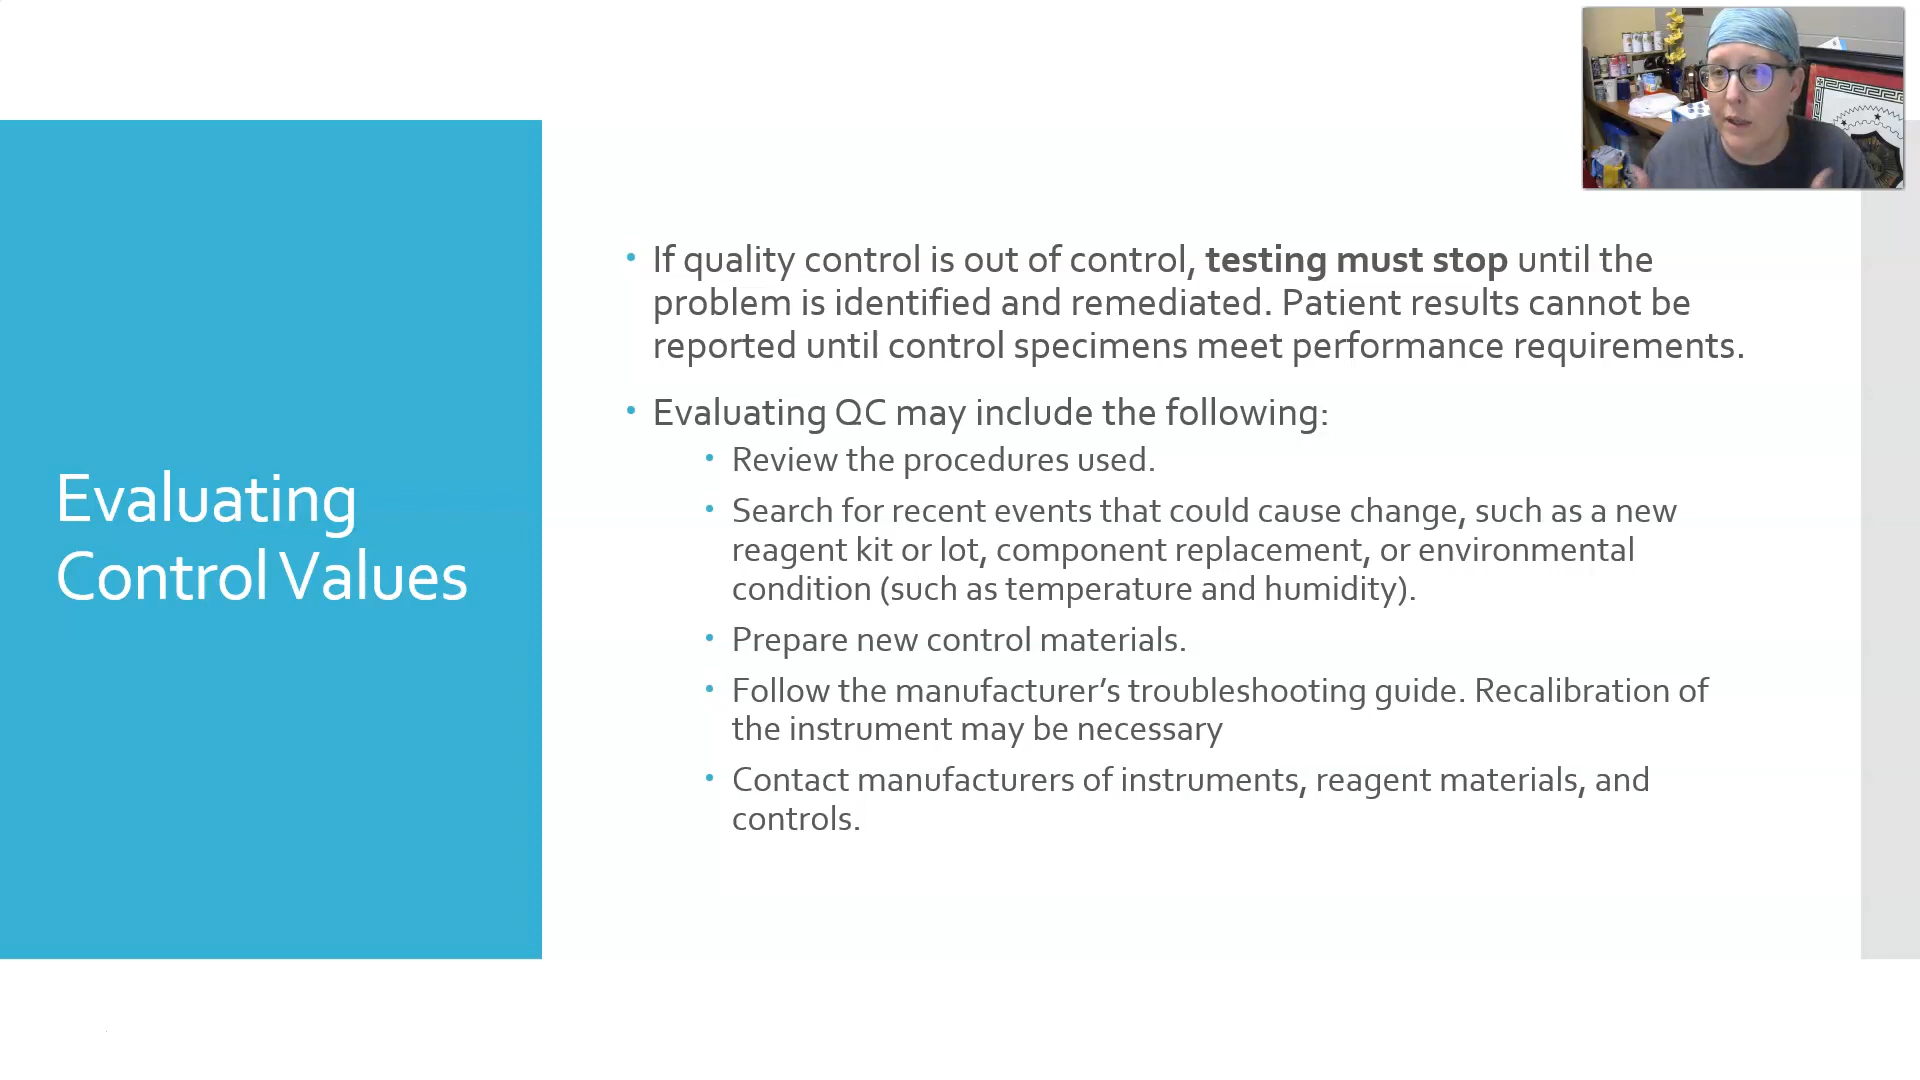 Evaluating
Control Values
• If quality control is out of control, testing must stop until the
problem is identified and remediated. Patient results cannot be
reported until control specimens meet performance requirements.
• Evaluating QC may include the following:
• Review the procedures used.
• Search for recent events that could cause change, such as a new
reagent kit or lot, component replacement, or environmental
condition (such as temperature and humidity).
• Prepare new control materials.
• Follow the manufacturer’s troubleshooting guide. Recalibration of
the instrument may be necessary
• Contact manufacturers of instruments, reagent materials, and
controls.